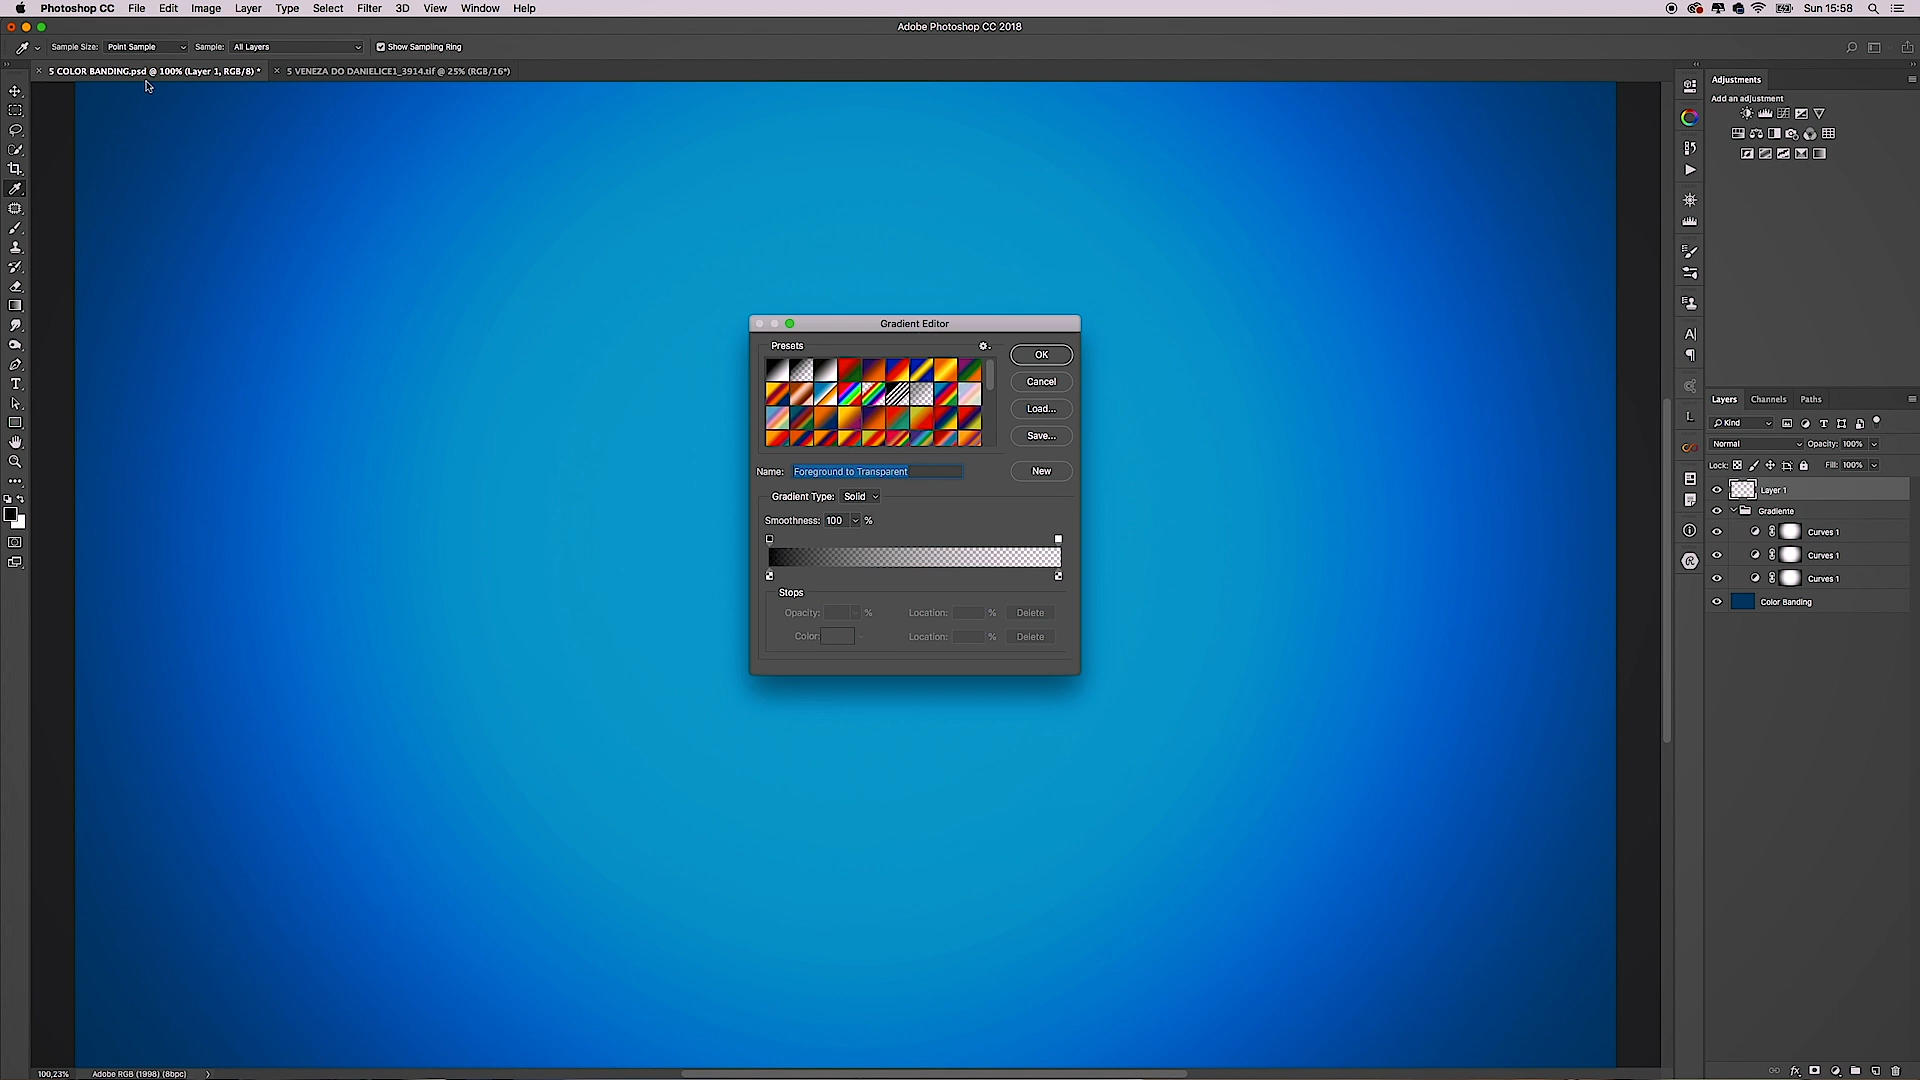 Photoshop CC File Edit Image Layer Type Select Filter 3D View Window Help Sun 15:58
Adobe Photoshop CC 2018
Sample Size: Point Sample Sample: All Layers Show Sampling Ring
5 COLOR BANDING.psd @ 100% (Layer 1, RGB/8) * 5 VENEZA DO DANIELICE1_3914.tif @ 25% (RGB/16*)
Adjustments
Add an adjustment
Gradient Editor
Presets
OK
Cancel
Load...
Save...
Name: Foreground to Transparent New
Gradient Type: Solid
Smoothness: 100 %
Stops
Opacity: % Location: % Delete
Color: Location: % Delete
Layers Channels Paths
Kind
Normal Opacity: 100%
Lock: Fill: 100%
Layer 1
Gradiente
Curves 1
Curves 1
Curves 1
Color Banding
100,23% Adobe RGB (1998) (8bpc)